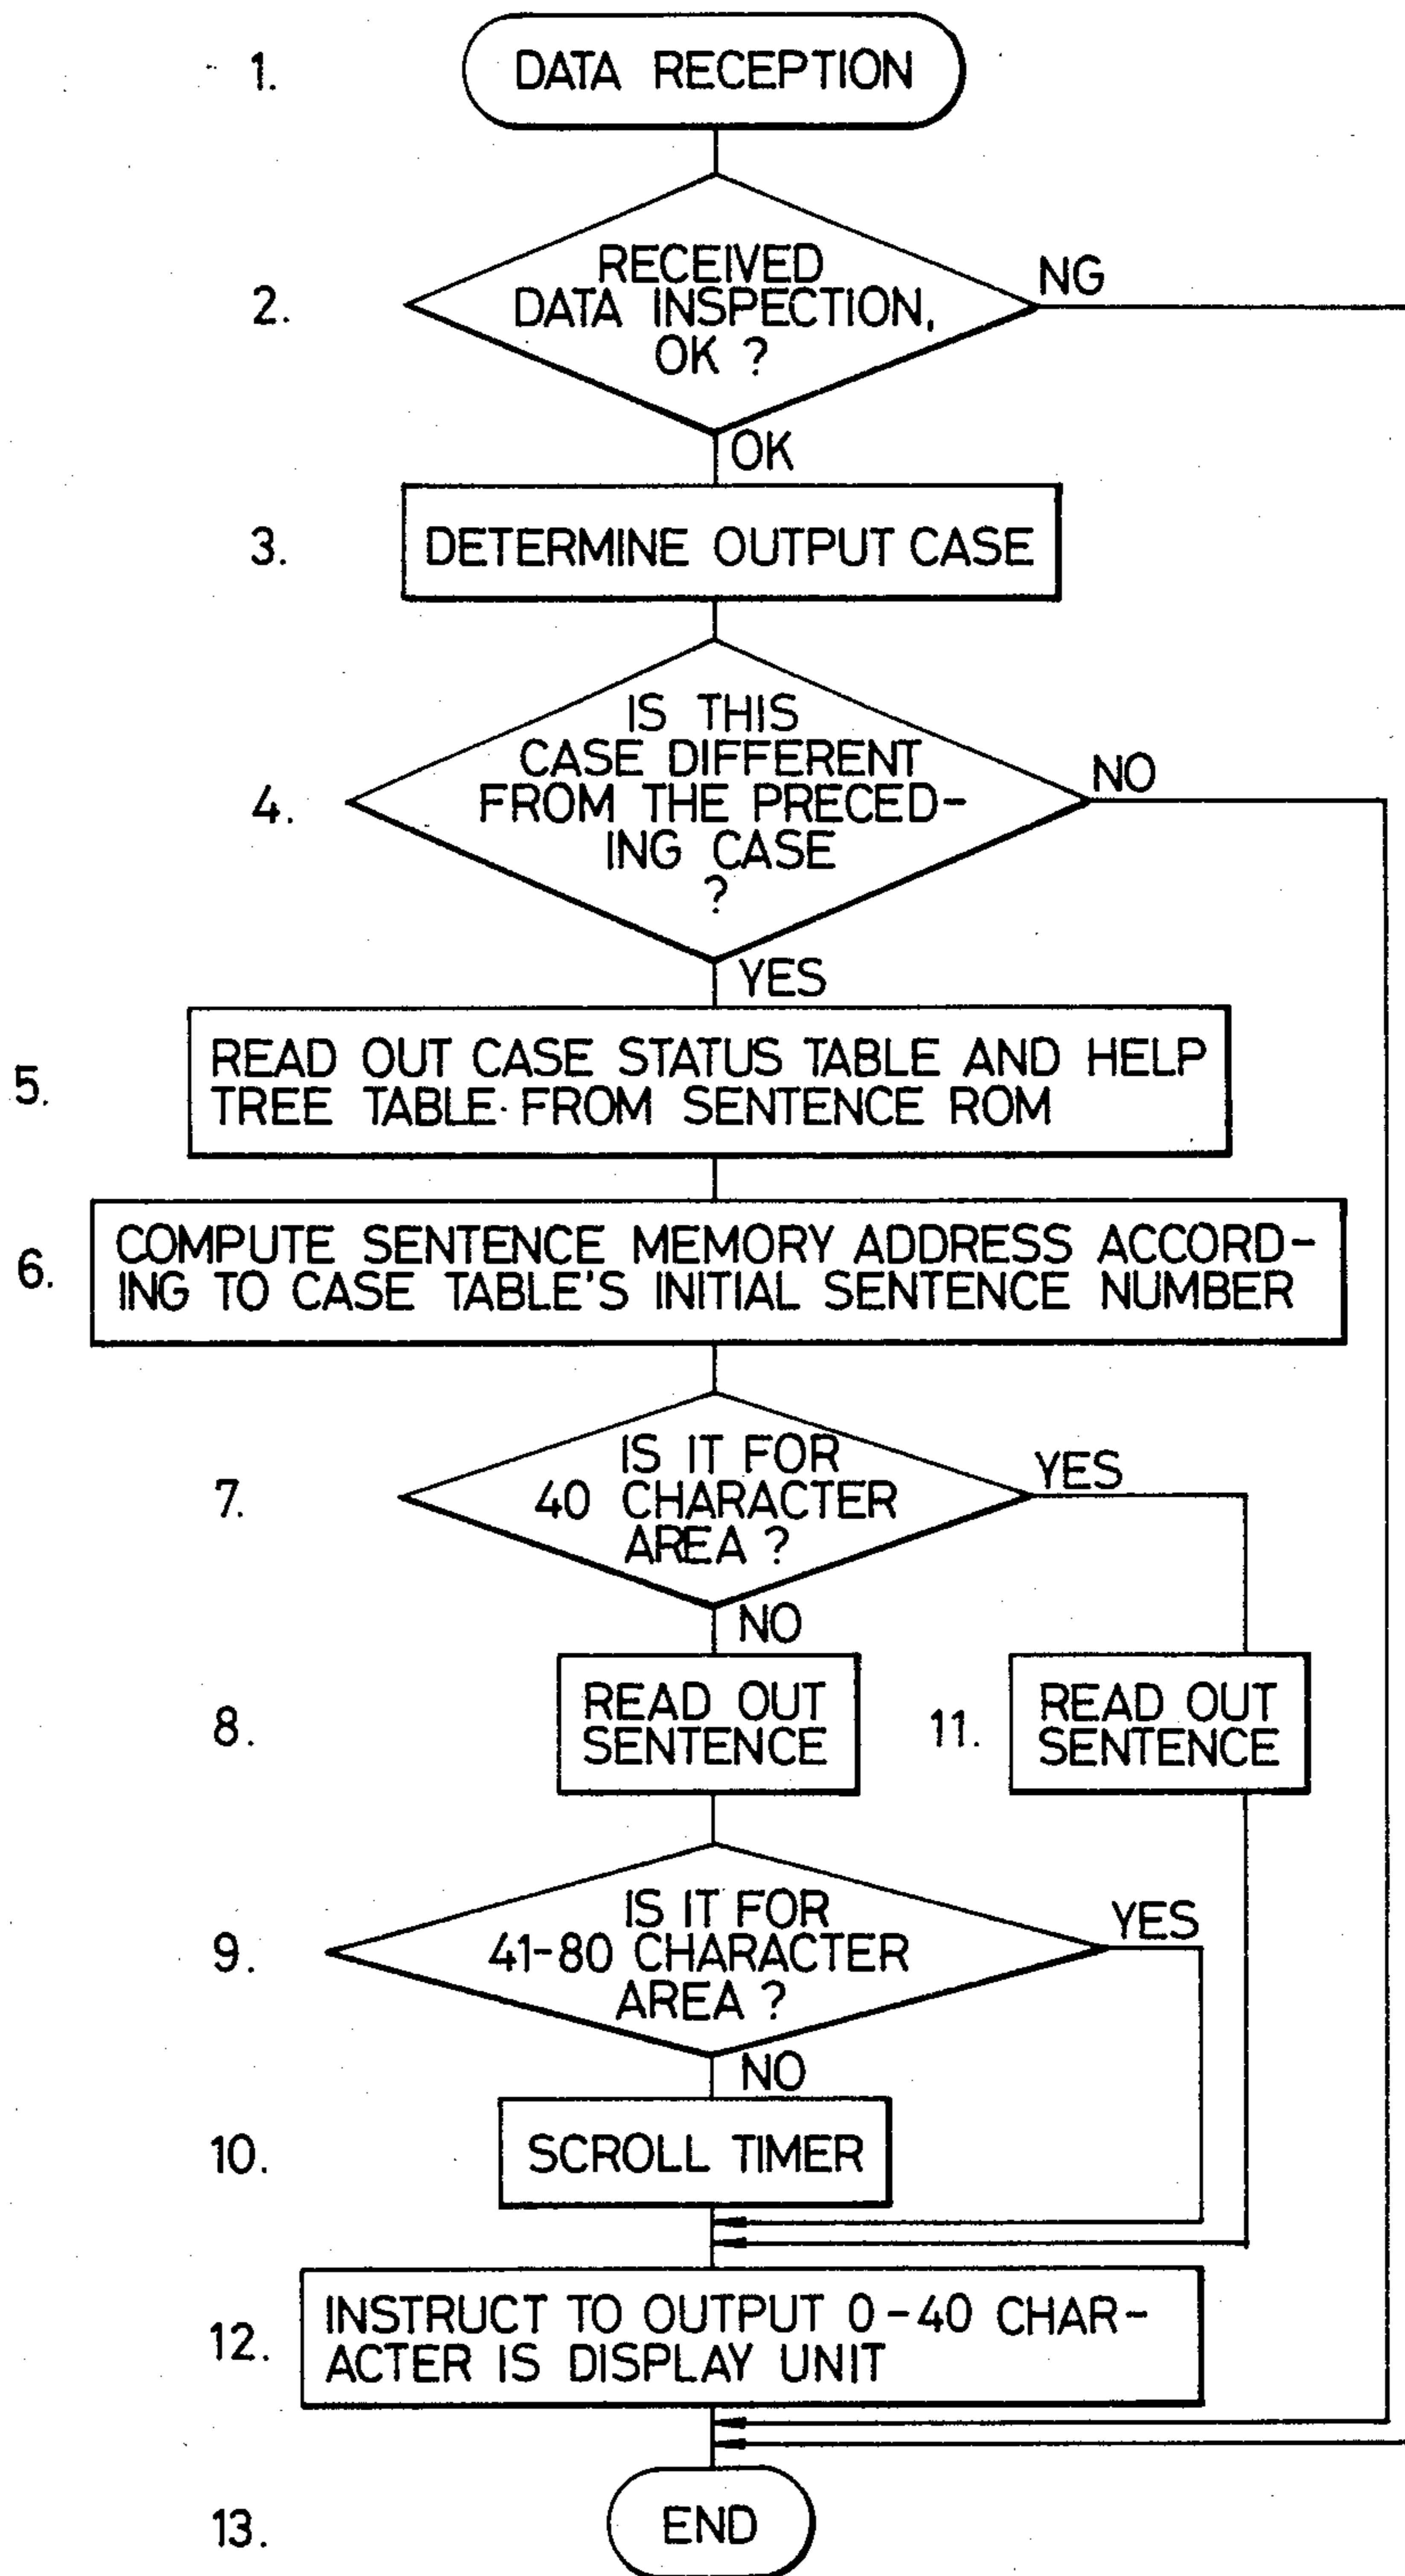 1. DATA RECEPTION
2. RECEIVED
DATA INSPECTION,
OK ?
NG
OK
3. DETERMINE OUTPUT CASE
4. IS THIS
CASE DIFFERENT
FROM THE PRECED-
ING CASE
?
NO
YES
5. READ OUT CASE STATUS TABLE AND HELP
TREE TABLE FROM SENTENCE ROM
6. COMPUTE SENTENCE MEMORY ADDRESS ACCORD-
ING TO CASE TABLE'S INITIAL SENTENCE NUMBER
7. IS IT FOR
40 CHARACTER
AREA ?
YES
NO
8. READ OUT
SENTENCE
11. READ OUT
SENTENCE
9. IS IT FOR
41-80 CHARACTER
AREA ?
YES
NO
10. SCROLL TIMER
12. INSTRUCT TO OUTPUT 0-40 CHAR-
ACTER IS DISPLAY UNIT
13. END